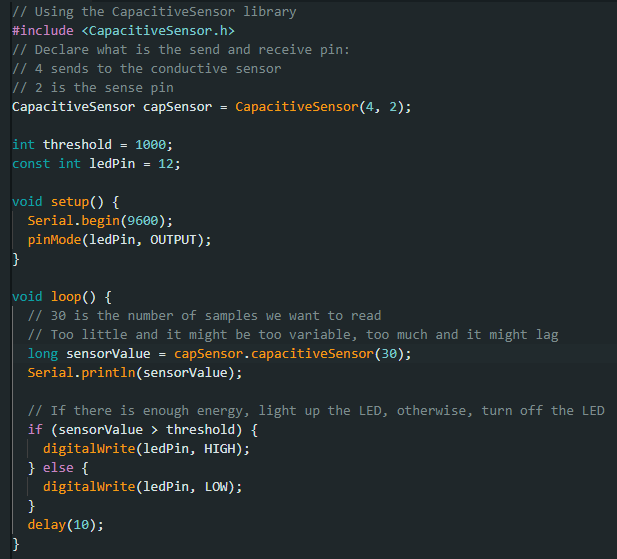 // Using the CapacitiveSensor library
#include <CapacitiveSensor.h>
// Declare what is the send and receive pin:
// 4 sends to the conductive sensor
// 2 is the sense pin
CapacitiveSensor capSensor = CapacitiveSensor(4, 2);

int threshold = 1000;
const int ledPin = 12;

void setup() {
  Serial.begin(9600);
  pinMode(ledPin, OUTPUT);
}

void loop() {
  // 30 is the number of samples we want to read
  // Too little and it might be too variable, too much and it might lag
  long sensorValue = capSensor.capacitiveSensor(30);
  Serial.println(sensorValue);

  // If there is enough energy, light up the LED, otherwise, turn off the LED
  if (sensorValue > threshold) {
    digitalWrite(ledPin, HIGH);
  } else {
    digitalWrite(ledPin, LOW);
  }
  delay(10);
}